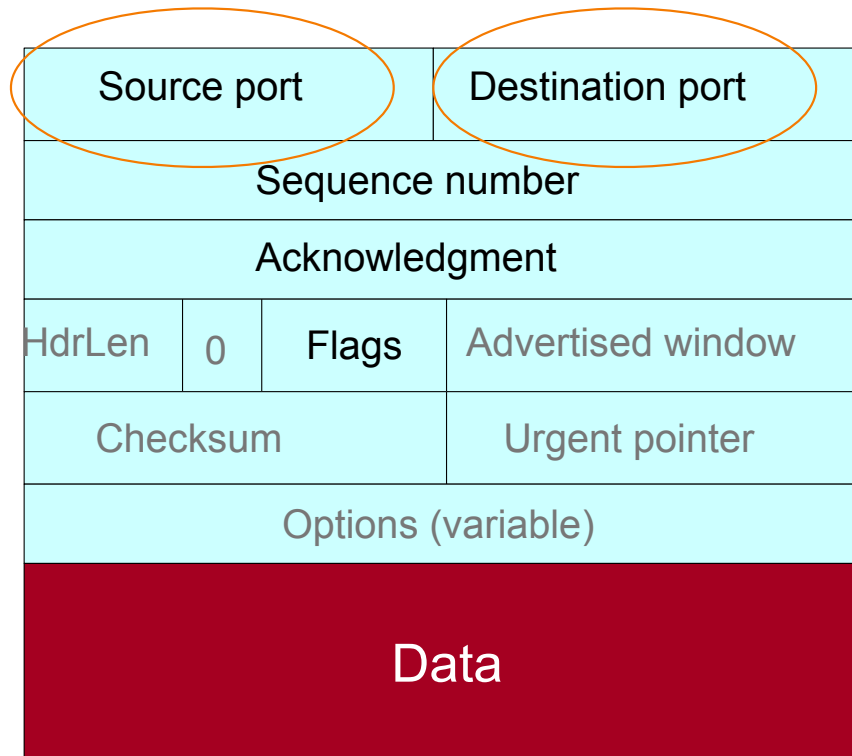 Source port Destination port
Sequence number
Acknowledgment
HdrLen 0 Flags Advertised window
Checksum Urgent pointer
Options (variable)
Data